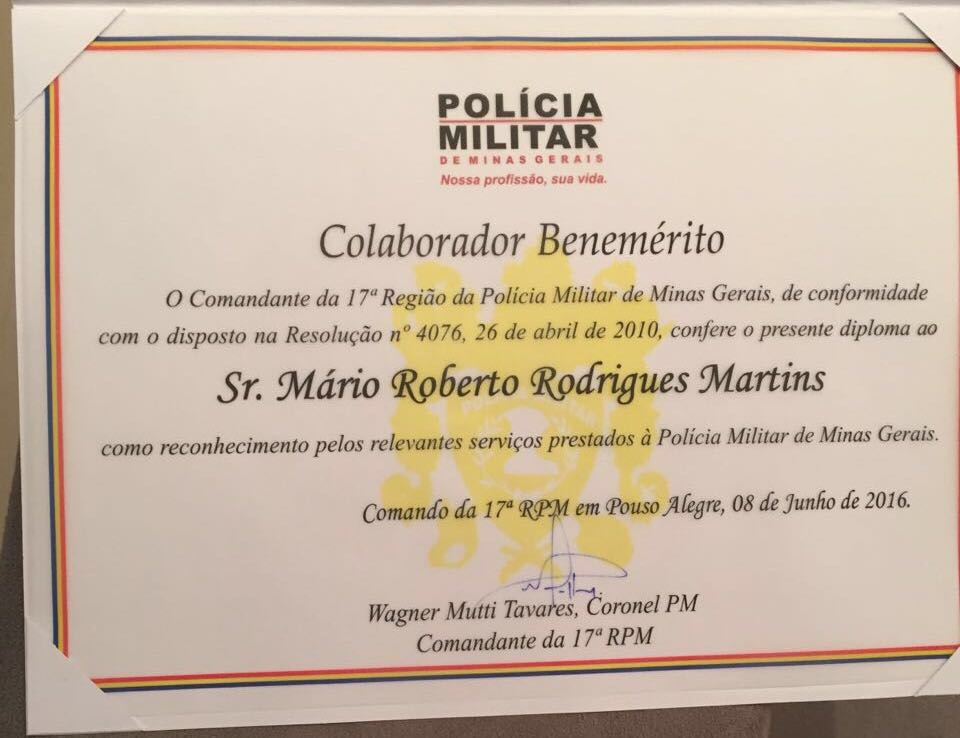 POLÍCIA
MILITAR
DE MINAS GERAIS
Nossa profissão, sua vida.
Colaborador Benemérito
O Comandante da 17ª Região da Polícia Militar de Minas Gerais, de conformidade
com o disposto na Resolução nº 4076, 26 de abril de 2010, confere o presente diploma ao
Sr. Mário Roberto Rodrigues Martins
como reconhecimento pelos relevantes serviços prestados à Polícia Militar de Minas Gerais.
Comando da 17ª RPM em Pouso Alegre, 08 de Junho de 2016.
Wagner Mutti Tavares, Coronel PM
Comandante da 17ª RPM